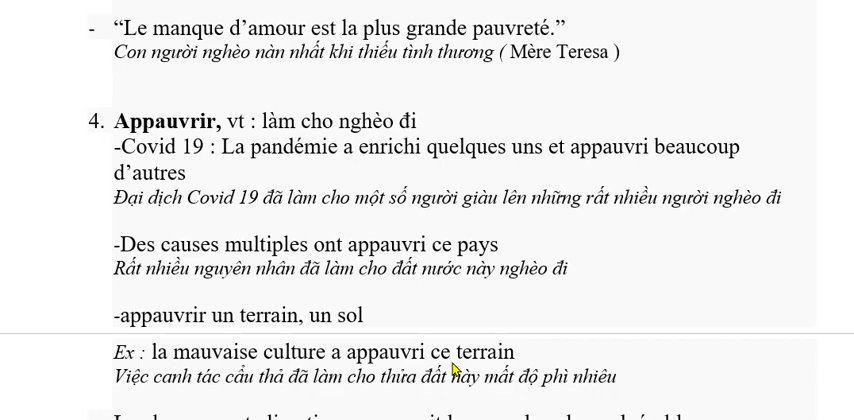 - “Le manque d’amour est la plus grande pauvreté.”
Con người nghèo nàn nhất khi thiếu tình thương ( Mère Teresa )
4. Appauvrir, vt : làm cho nghèo đi
-Covid 19 : La pandémie a enrichi quelques uns et appauvri beaucoup
d’autres
Đại dịch Covid 19 đã làm cho một số người giàu lên những rất nhiều người nghèo đi
-Des causes multiples ont appauvri ce pays
Rất nhiều nguyên nhân đã làm cho đất nước này nghèo đi
-appauvrir un terrain, un sol
Ex : la mauvaise culture a appauvri ce terrain
Việc canh tác cẩu thả đã làm cho thửa đất này mất độ phì nhiêu